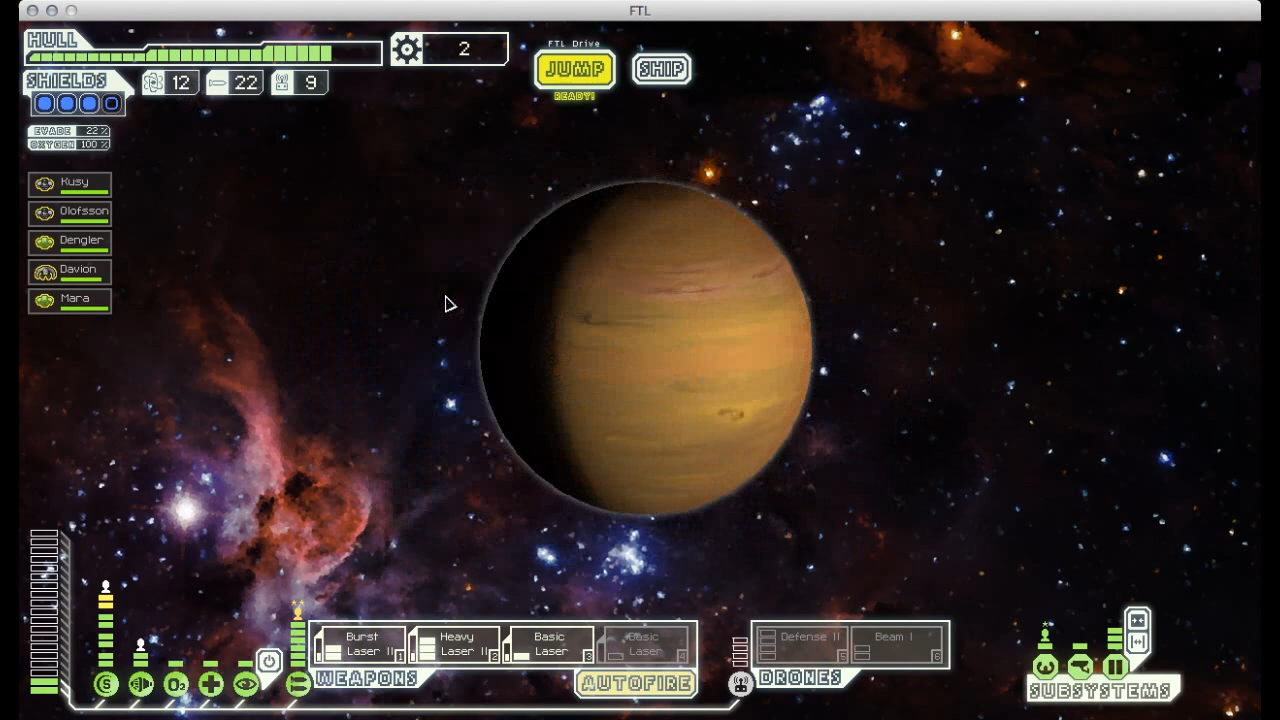 FTL
HULL
2
FTL Drive
JUMP
READY!
SHIP
SHIELDS
12
22
9
EVADE 22 %
OXYGEN 100 %
Kusy
Olofsson
Dengler
Davion
Mara
Burst Laser II 1
Heavy Laser II 2
Basic Laser 3
Basic Laser 4
Defense II 5
Beam I 6
WEAPONS
AUTOFIRE
DRONES
SUBSYSTEMS
S
O2